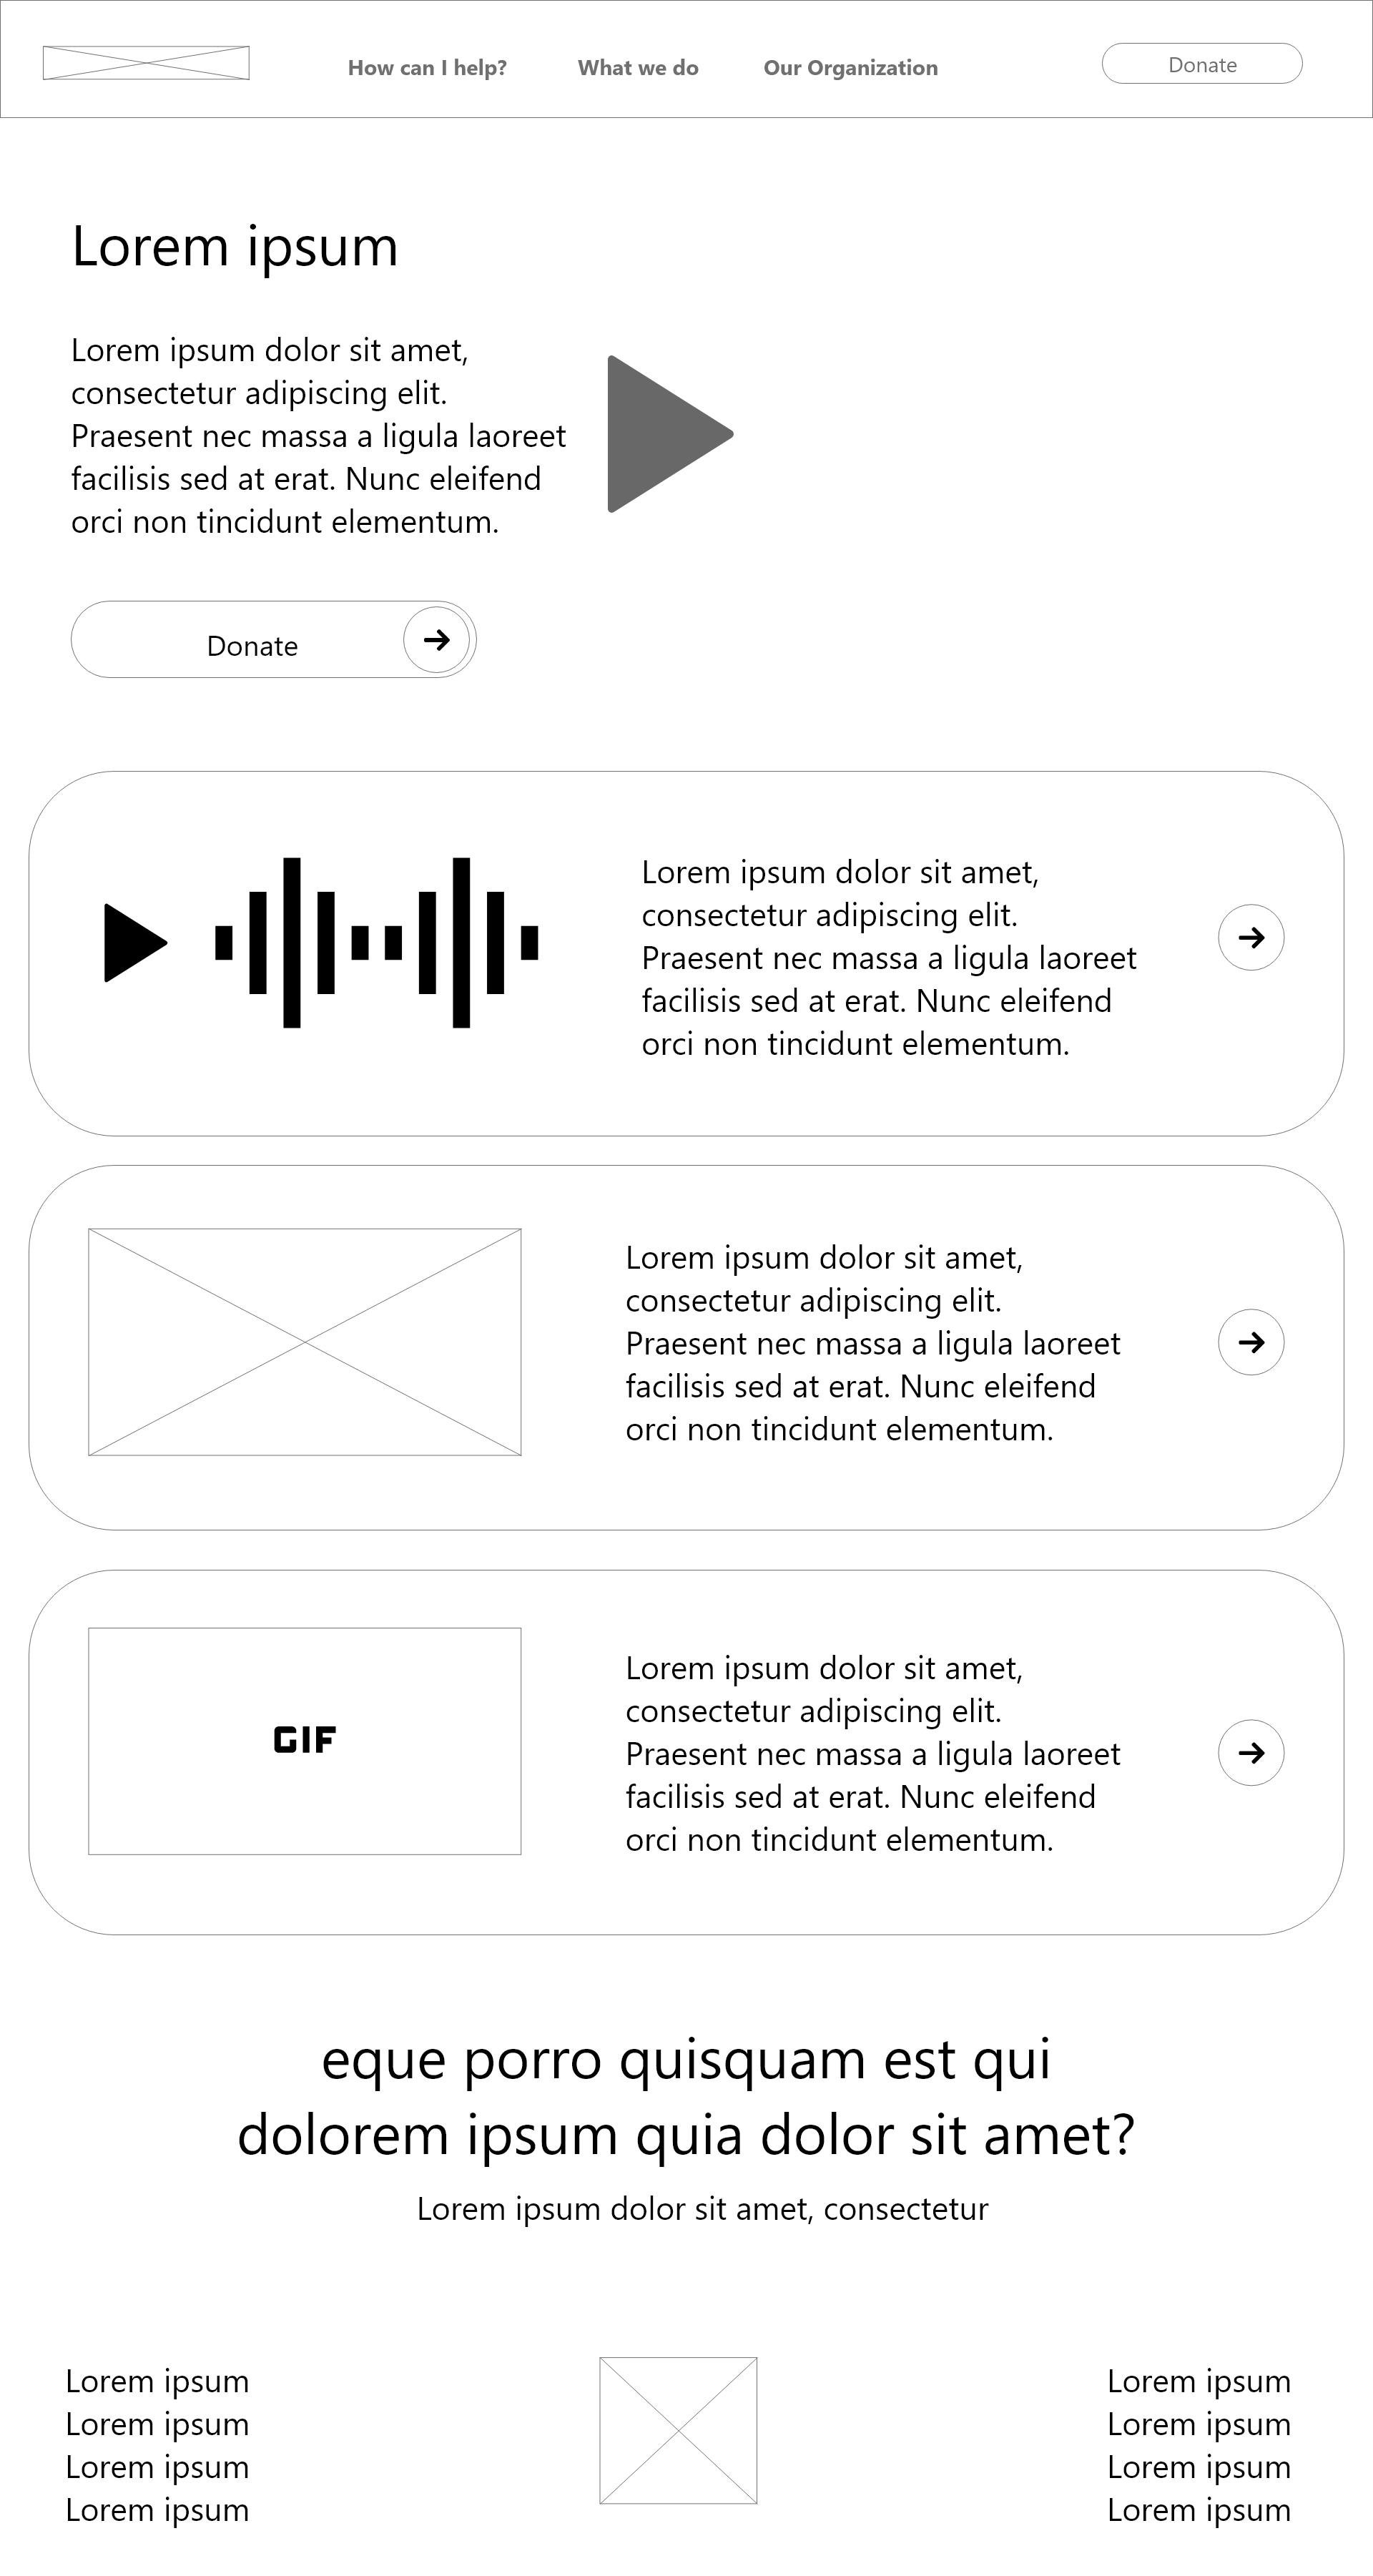 How can I help?
What we do
Our Organization
Donate
Lorem ipsum
Lorem ipsum dolor sit amet,
consectetur adipiscing elit.
Praesent nec massa a ligula laoreet
facilisis sed at erat. Nunc eleifend
orci non tincidunt elementum.
Donate
Lorem ipsum dolor sit amet,
consectetur adipiscing elit.
Praesent nec massa a ligula laoreet
facilisis sed at erat. Nunc eleifend
orci non tincidunt elementum.
Lorem ipsum dolor sit amet,
consectetur adipiscing elit.
Praesent nec massa a ligula laoreet
facilisis sed at erat. Nunc eleifend
orci non tincidunt elementum.
GIF
Lorem ipsum dolor sit amet,
consectetur adipiscing elit.
Praesent nec massa a ligula laoreet
facilisis sed at erat. Nunc eleifend
orci non tincidunt elementum.
eque porro quisquam est qui
dolorem ipsum quia dolor sit amet?
Lorem ipsum dolor sit amet, consectetur
Lorem ipsum
Lorem ipsum
Lorem ipsum
Lorem ipsum
Lorem ipsum
Lorem ipsum
Lorem ipsum
Lorem ipsum